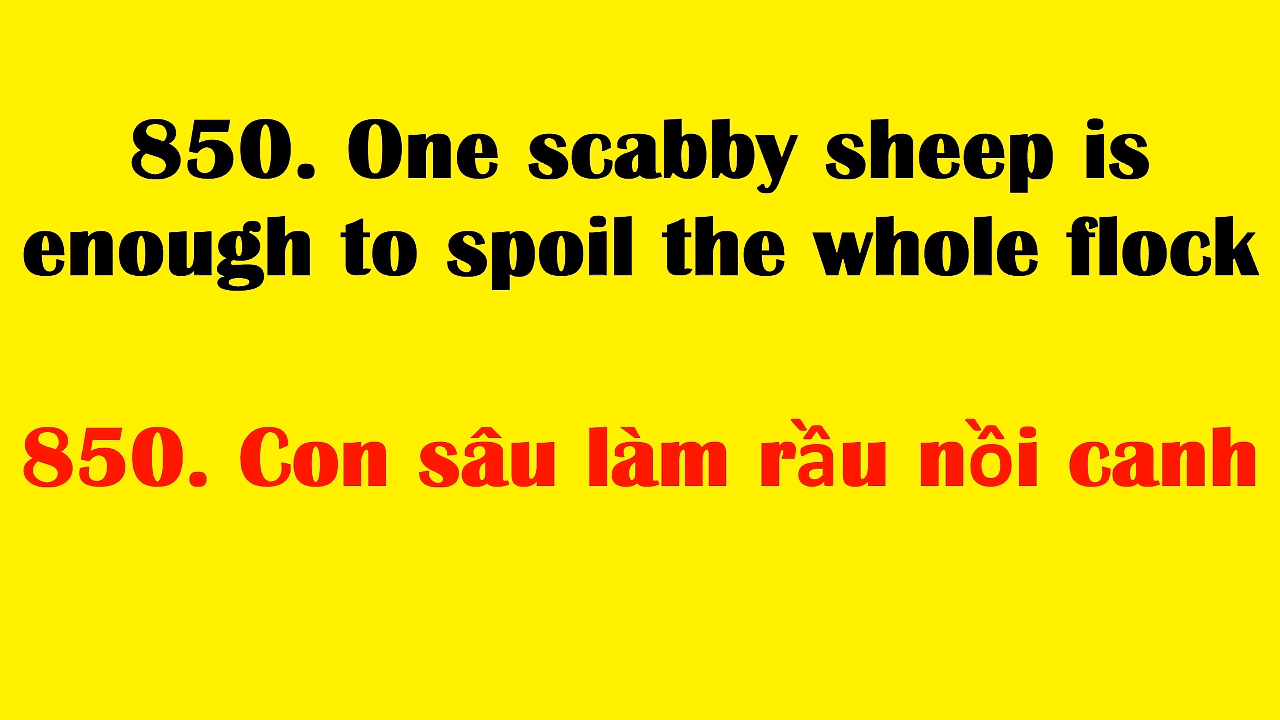 850. One scabby sheep is
enough to spoil the whole flock
850. Con sâu làm rầu nồi canh